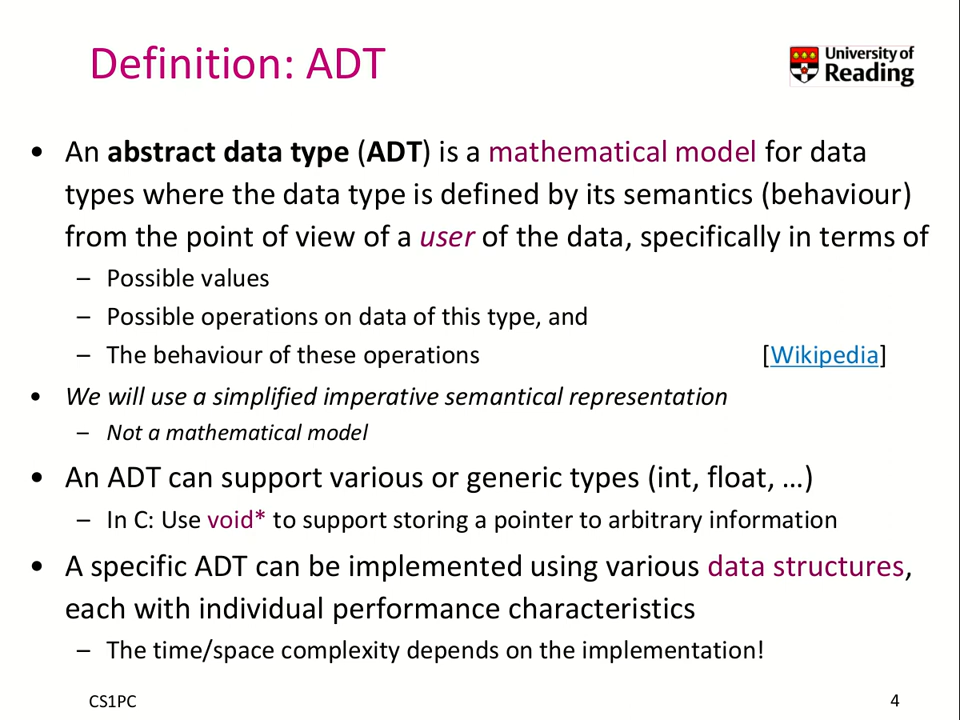 Definition: ADT
University of
Reading
• An abstract data type (ADT) is a mathematical model for data
types where the data type is defined by its semantics (behaviour)
from the point of view of a user of the data, specifically in terms of
– Possible values
– Possible operations on data of this type, and
– The behaviour of these operations [Wikipedia]
• We will use a simplified imperative semantical representation
– Not a mathematical model
• An ADT can support various or generic types (int, float, …)
– In C: Use void* to support storing a pointer to arbitrary information
• A specific ADT can be implemented using various data structures,
each with individual performance characteristics
– The time/space complexity depends on the implementation!
CS1PC
4